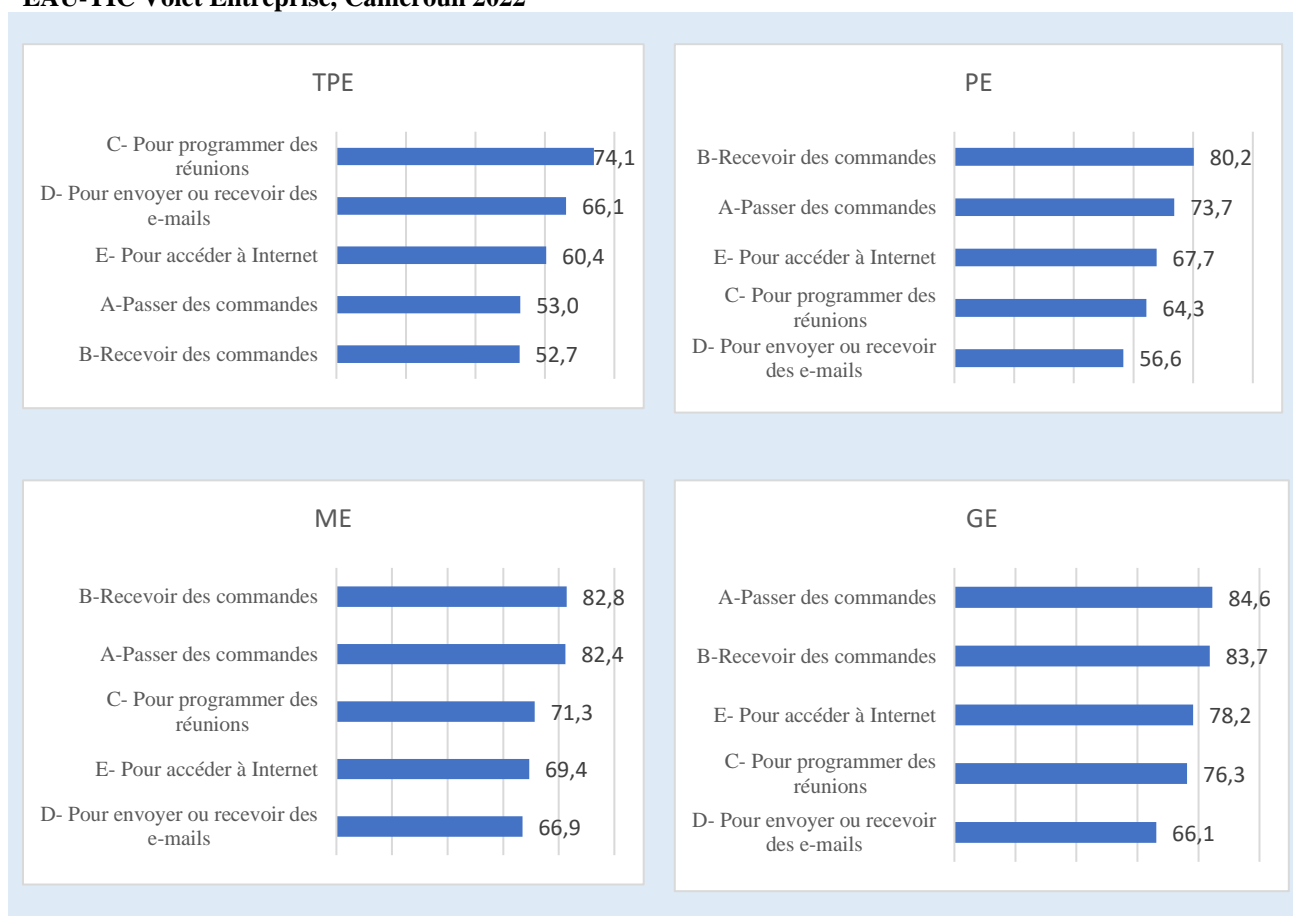 EAU-TIC Volet Entreprise, Cameroun 2022
TPE
C- Pour programmer des
réunions
74,1
D- Pour envoyer ou recevoir des
e-mails
66,1
E- Pour accéder à Internet
60,4
A-Passer des commandes
53,0
B-Recevoir des commandes
52,7
PE
B-Recevoir des commandes
80,2
A-Passer des commandes
73,7
E- Pour accéder à Internet
67,7
C- Pour programmer des
réunions
64,3
D- Pour envoyer ou recevoir
des e-mails
56,6
ME
B-Recevoir des commandes
82,8
A-Passer des commandes
82,4
C- Pour programmer des
réunions
71,3
E- Pour accéder à Internet
69,4
D- Pour envoyer ou recevoir des
e-mails
66,9
GE
A-Passer des commandes
84,6
B-Recevoir des commandes
83,7
E- Pour accéder à Internet
78,2
C- Pour programmer des
réunions
76,3
D- Pour envoyer ou recevoir
des e-mails
66,1